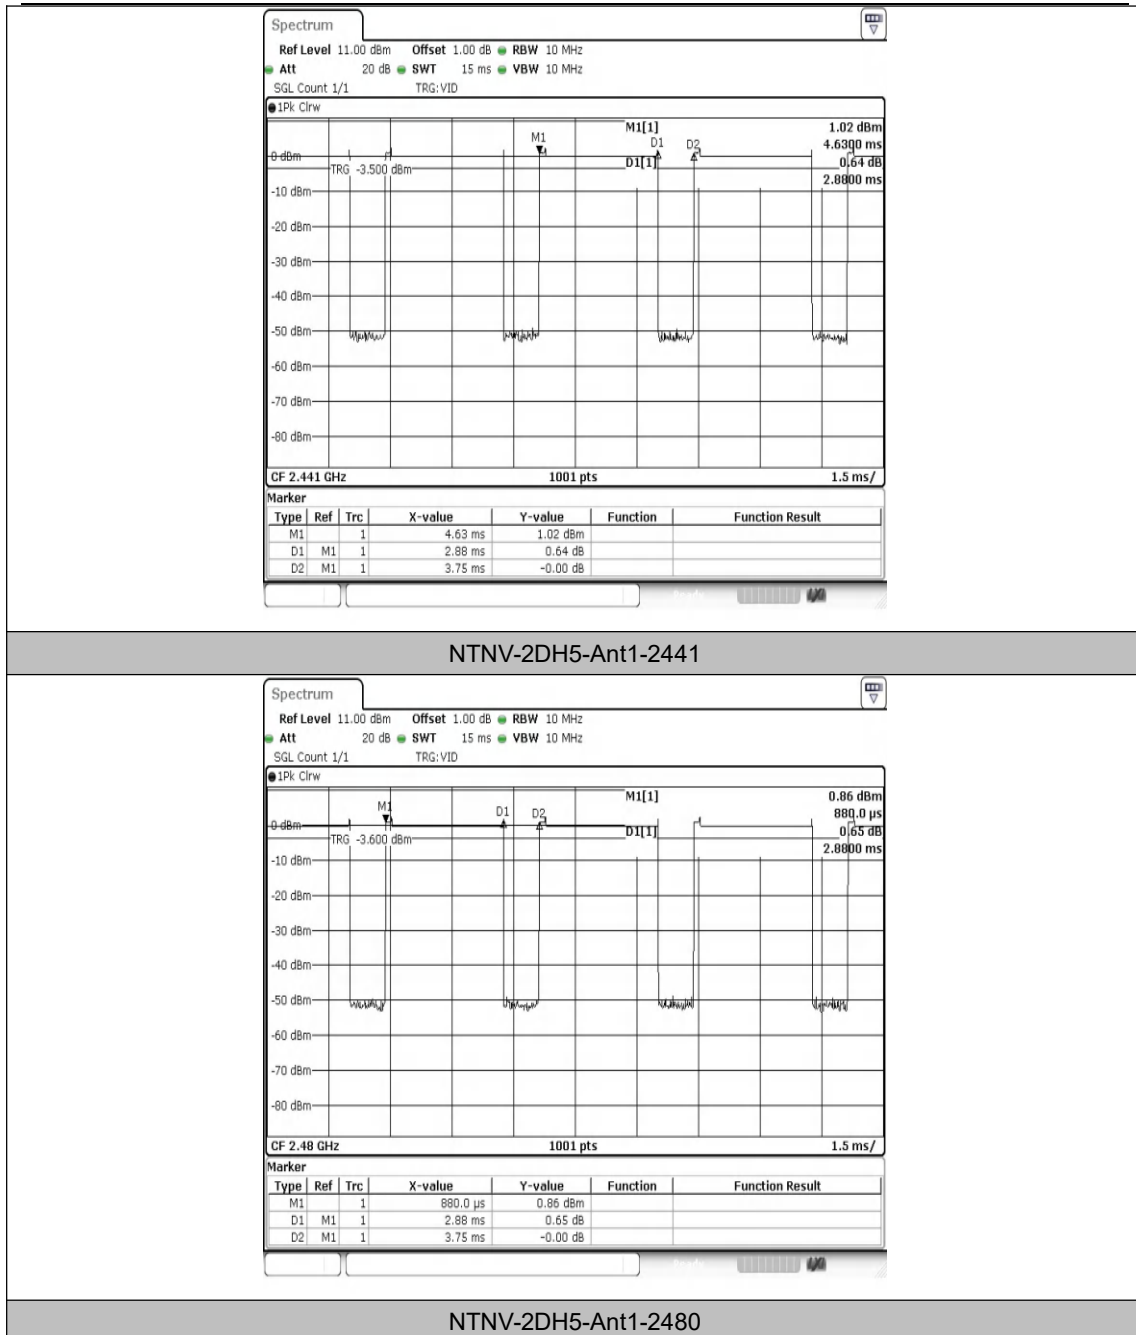 Spectrum
Ref Level 11.00 dBm Offset 1.00 dB RBW 10 MHz
Att 20 dB SWT 15 ms VBW 10 MHz
SGL Count 1/1 TRG:VID
1Pk Clrw
M1[1] 1.02 dBm
4.6300 ms
D1[1] 0.64 dB
2.8800 ms
M1 D1 D2
0 dBm
TRG -3.500 dBm
-10 dBm
-20 dBm
-30 dBm
-40 dBm
-50 dBm
-60 dBm
-70 dBm
-80 dBm
CF 2.441 GHz 1001 pts 1.5 ms/
Marker
Type Ref Trc X-value Y-value Function Function Result
M1 1 4.63 ms 1.02 dBm
D1 M1 1 2.88 ms 0.64 dB
D2 M1 1 3.75 ms -0.00 dB
NTNV-2DH5-Ant1-2441
Spectrum
Ref Level 11.00 dBm Offset 1.00 dB RBW 10 MHz
Att 20 dB SWT 15 ms VBW 10 MHz
SGL Count 1/1 TRG:VID
1Pk Clrw
M1[1] 0.86 dBm
880.0 µs
D1[1] 0.65 dB
2.8800 ms
M1 D1 D2
0 dBm
TRG -3.600 dBm
-10 dBm
-20 dBm
-30 dBm
-40 dBm
-50 dBm
-60 dBm
-70 dBm
-80 dBm
CF 2.48 GHz 1001 pts 1.5 ms/
Marker
Type Ref Trc X-value Y-value Function Function Result
M1 1 880.0 µs 0.86 dBm
D1 M1 1 2.88 ms 0.65 dB
D2 M1 1 3.75 ms -0.00 dB
NTNV-2DH5-Ant1-2480